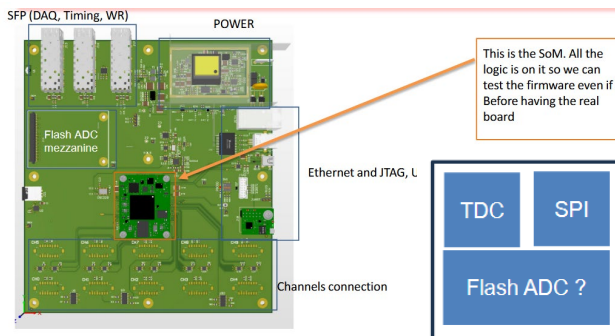 SFP (DAQ, Timing, WR)
POWER
This is the SoM. All the
logic is on it so we can
test the firmware even if
Before having the real
board
Flash ADC
mezzanine
Ethernet and JTAG, U
TDC
SPI
Flash ADC ?
Channels connection